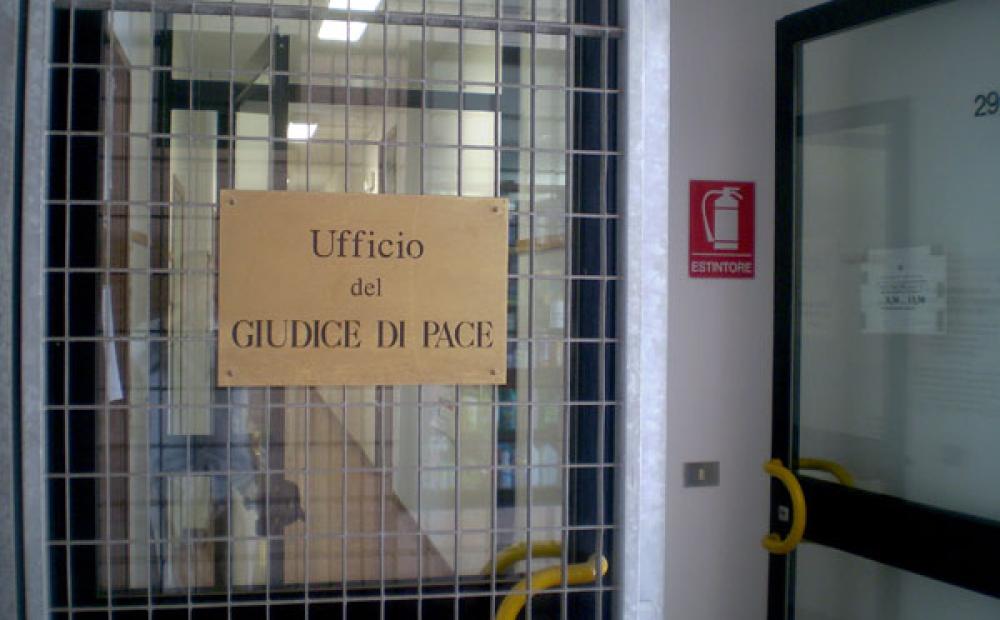 Ufficio
del
GIUDICE DI PACE
ESTINTORE
29